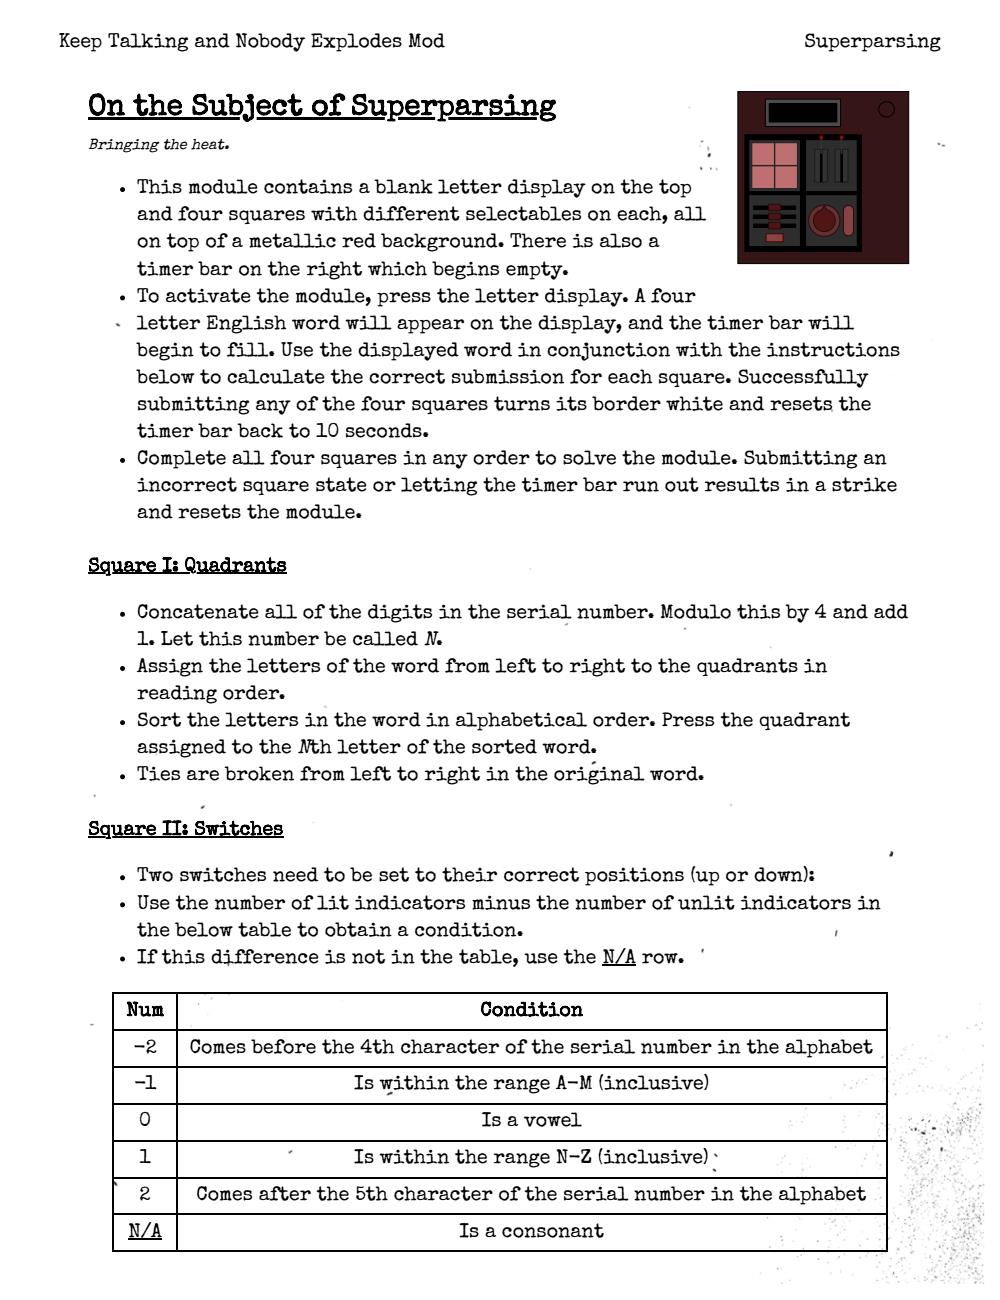 Keep Talking and Nobody Explodes Mod
Superparsing
On the Subject of Superparsing
Bringing the heat.
• This module contains a blank letter display on the top
and four squares with different selectables on each, all
on top of a metallic red background. There is also a
timer bar on the right which begins empty.
• To activate the module, press the letter display. A four
letter English word will appear on the display, and the timer bar will
begin to fill. Use the displayed word in conjunction with the instructions
below to calculate the correct submission for each square. Successfully
submitting any of the four squares turns its border white and resets the
timer bar back to 10 seconds.
• Complete all four squares in any order to solve the module. Submitting an
incorrect square state or letting the timer bar run out results in a strike
and resets the module.
Square I: Quadrants
• Concatenate all of the digits in the serial number. Modulo this by 4 and add
1. Let this number be called N.
• Assign the letters of the word from left to right to the quadrants in
reading order.
• Sort the letters in the word in alphabetical order. Press the quadrant
assigned to the Nth letter of the sorted word.
• Ties are broken from left to right in the original word.
Square II: Switches
• Two switches need to be set to their correct positions (up or down):
• Use the number of lit indicators minus the number of unlit indicators in
the below table to obtain a condition.
• If this difference is not in the table, use the N/A row.
Num Condition
-2 Comes before the 4th character of the serial number in the alphabet
-1 Is within the range A-M (inclusive)
0 Is a vowel
1 Is within the range N-Z (inclusive)
2 Comes after the 5th character of the serial number in the alphabet
N/A Is a consonant